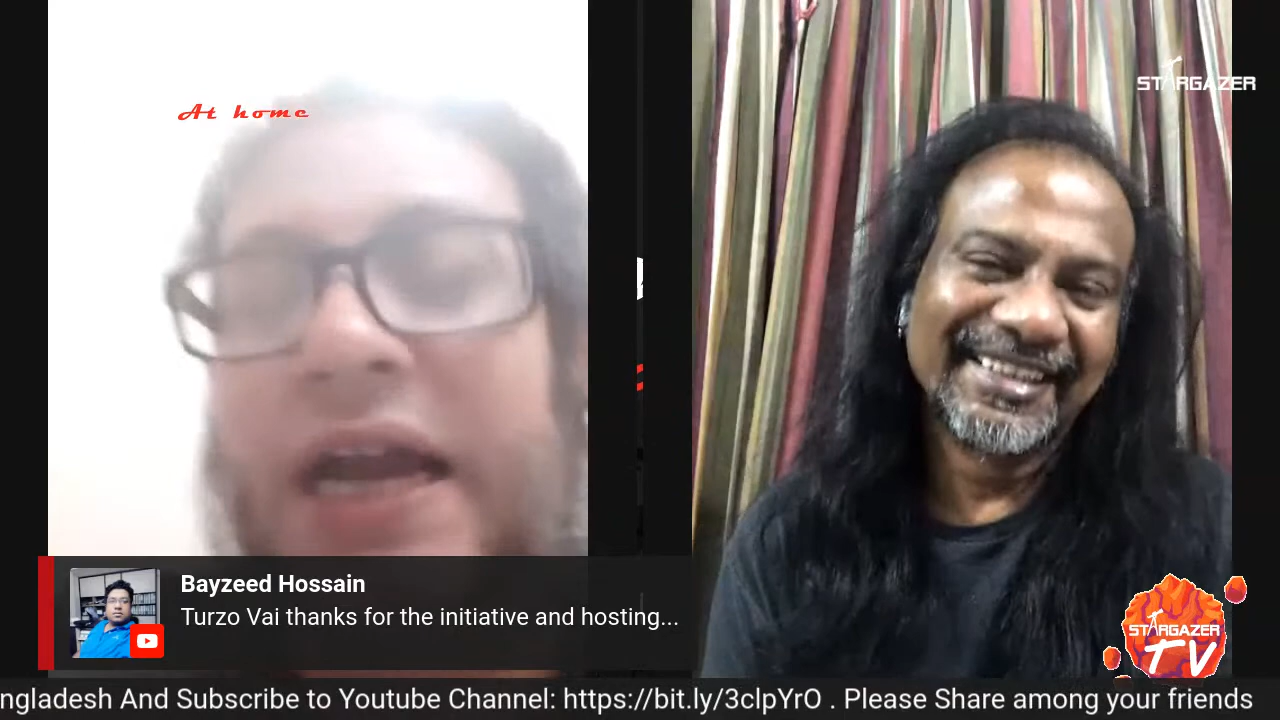 At home
STARGAZER
Bayzeed Hossain
Turzo Vai thanks for the initiative and hosting...
STARGAZER
TV
ngladesh And Subscribe to Youtube Channel: https://bit.ly/3clpYrO . Please Share among your friends